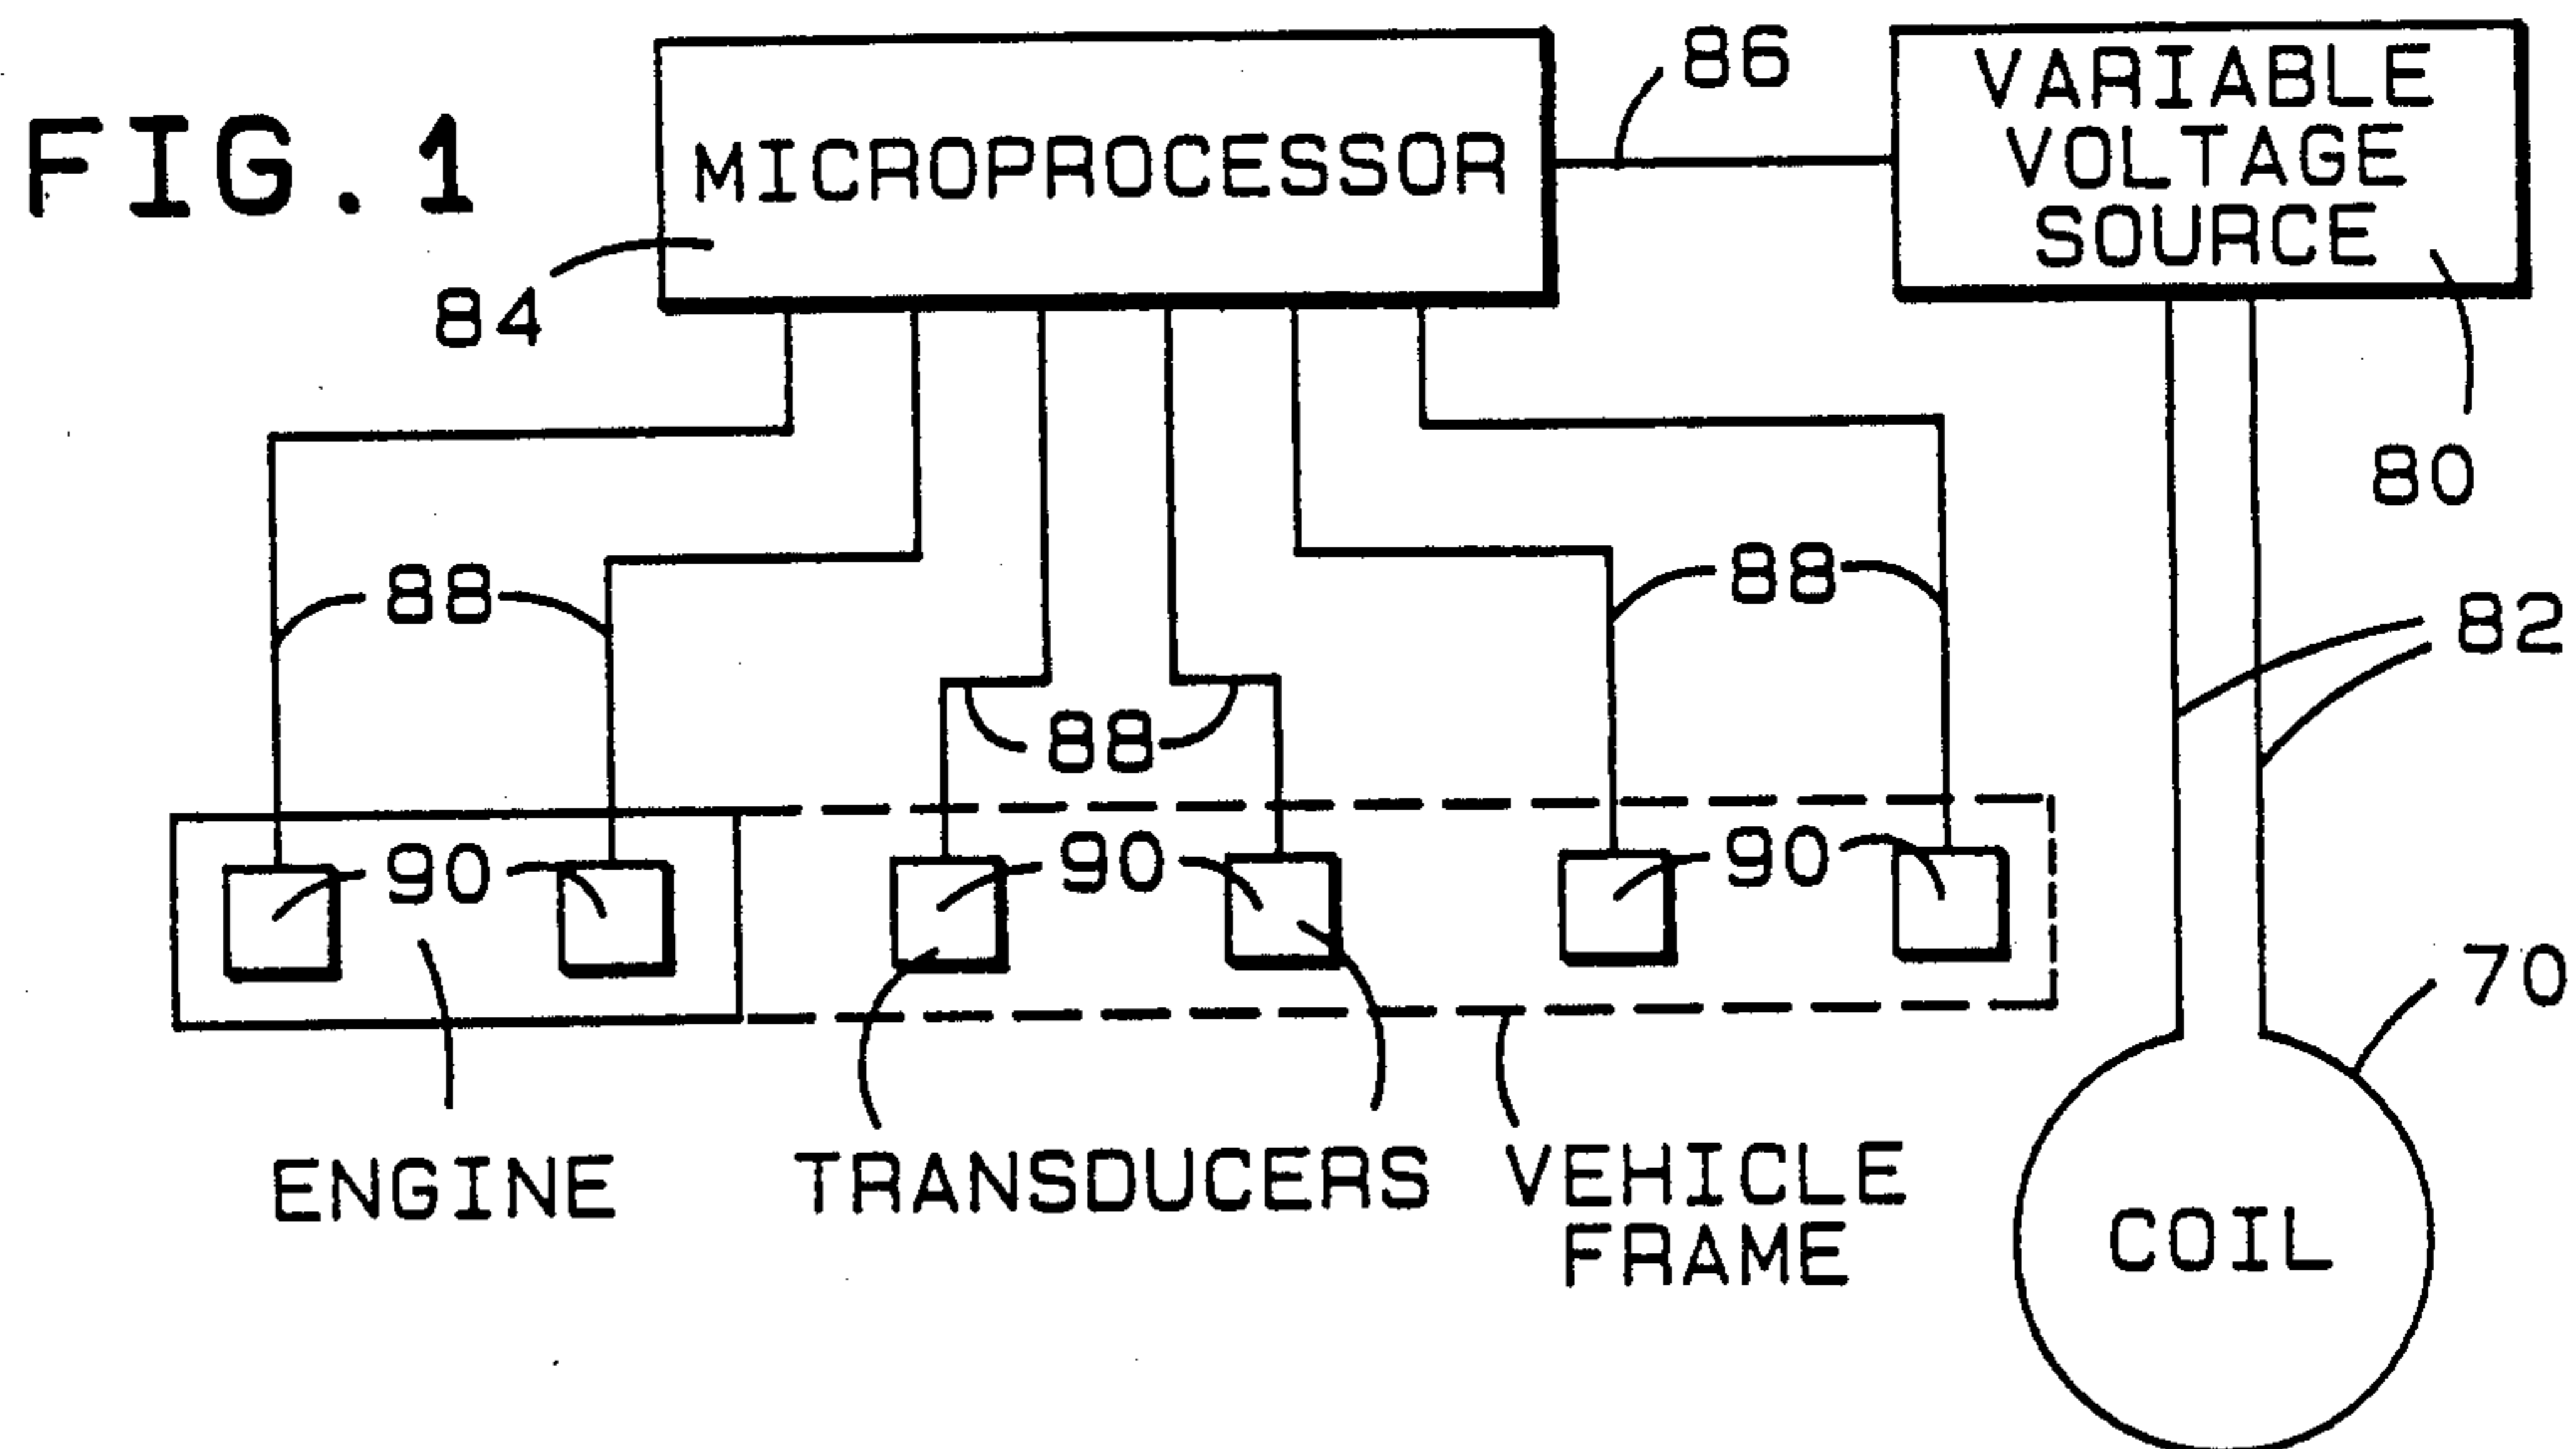 FIG.1
MICROPROCESSOR
84
86
VARIABLE
VOLTAGE
SOURCE
80
88
88
88
82
90
90
90
70
ENGINE
TRANSDUCERS
VEHICLE
FRAME
COIL